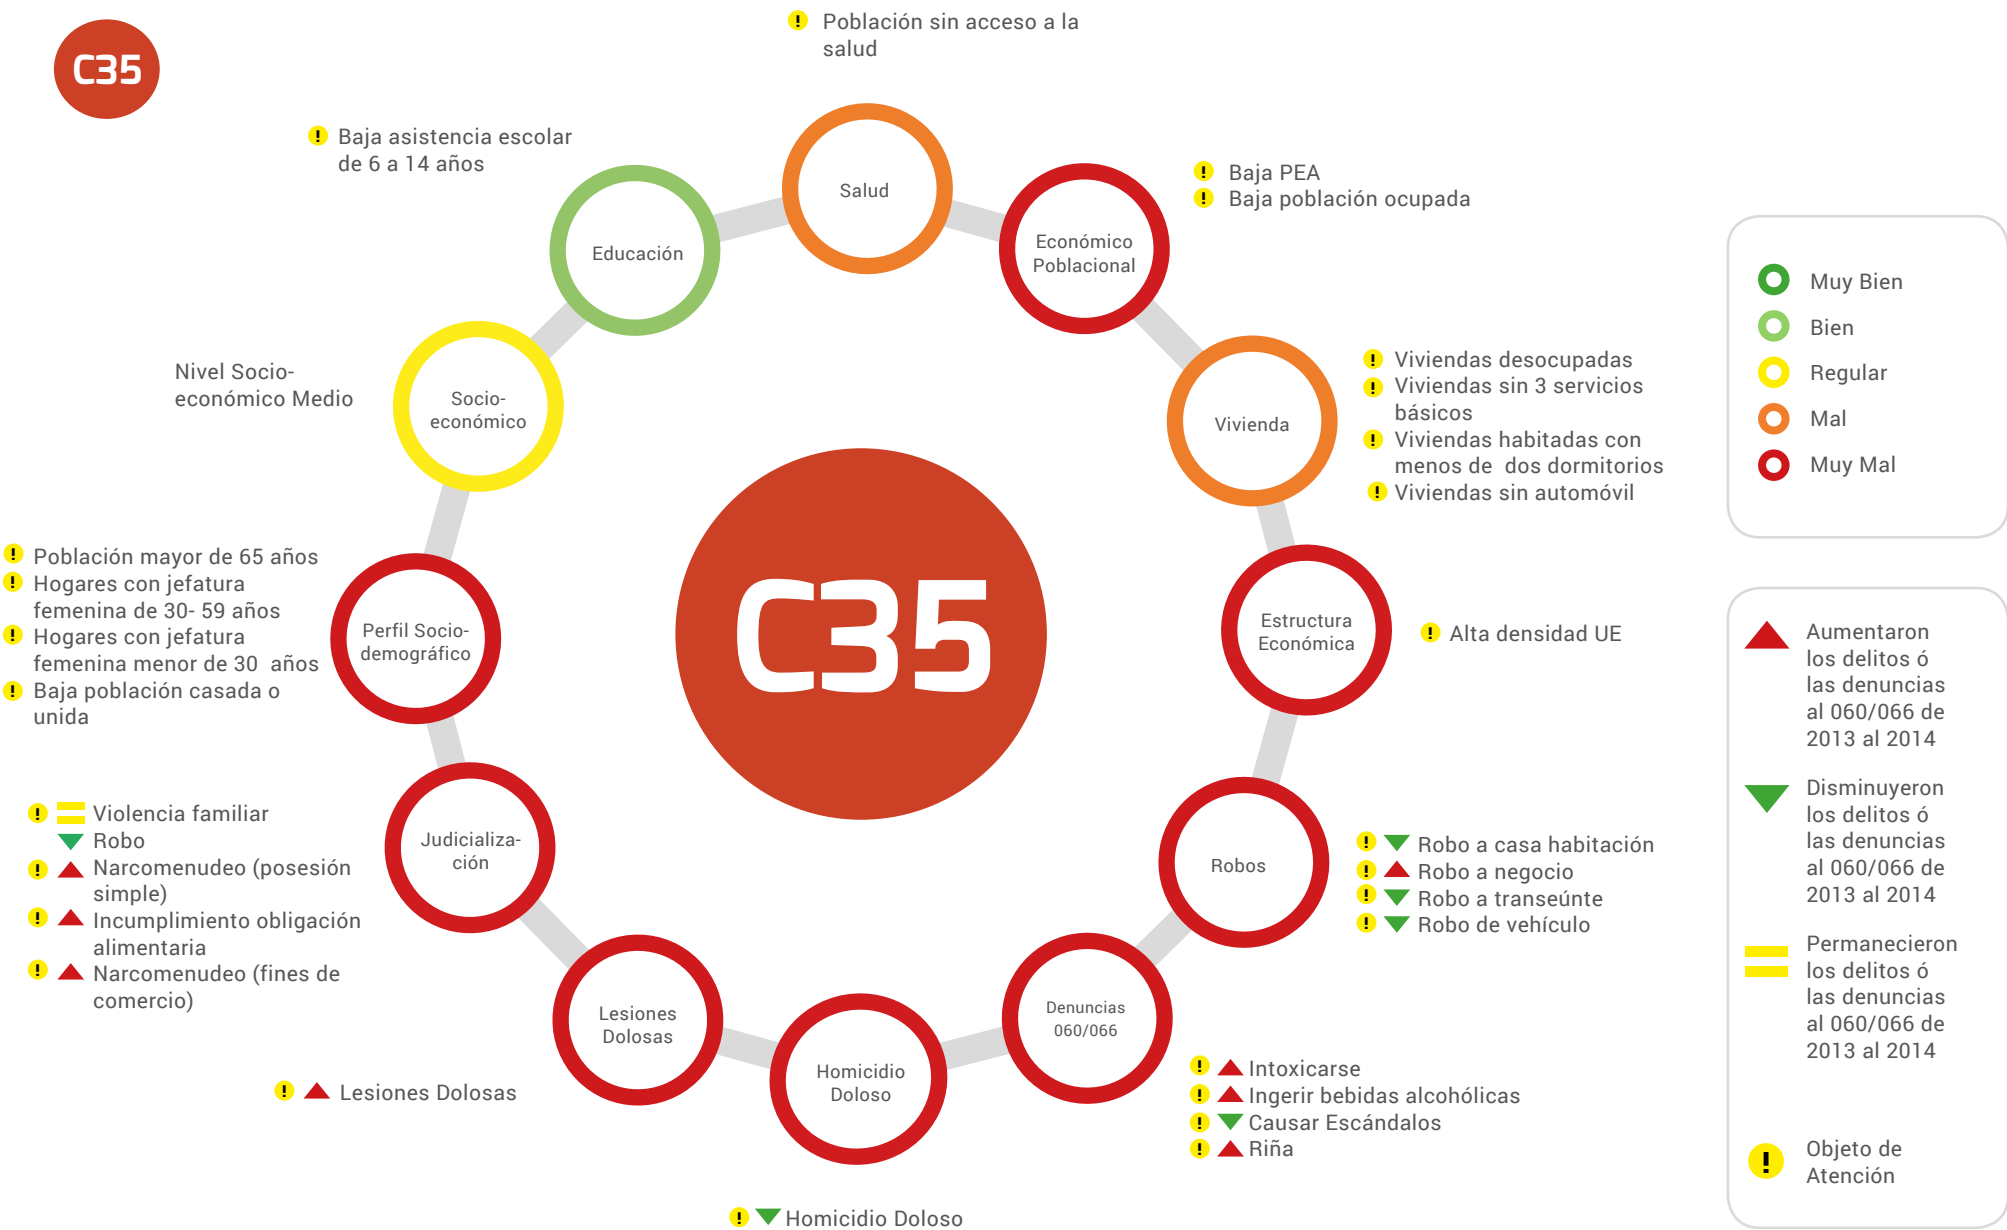 C35
Población sin acceso a la
salud
Baja asistencia escolar
de 6 a 14 años
Salud
Baja PEA
Baja población ocupada
Educación
Económico
Poblacional
Nivel Socio-
económico Medio
Socio-
económico
Vivienda
Viviendas desocupadas
Viviendas sin 3 servicios
básicos
Viviendas habitadas con
menos de dos dormitorios
Viviendas sin automóvil
Población mayor de 65 años
Hogares con jefatura
femenina de 30- 59 años
Hogares con jefatura
femenina menor de 30 años
Baja población casada o
unida
Perfil Socio-
demográfico
C35
Estructura
Económica
Alta densidad UE
Violencia familiar
Robo
Narcomenudeo (posesión
simple)
Incumplimiento obligación
alimentaria
Narcomenudeo (fines de
comercio)
Judicializa-
ción
Robos
Robo a casa habitación
Robo a negocio
Robo a transeúnte
Robo de vehículo
Lesiones
Dolosas
Lesiones Dolosas
Homicidio
Doloso
Homicidio Doloso
Denuncias
060/066
Intoxicarse
Ingerir bebidas alcohólicas
Causar Escándalos
Riña
Muy Bien
Bien
Regular
Mal
Muy Mal
Aumentaron
los delitos ó
las denuncias
al 060/066 de
2013 al 2014
Disminuyeron
los delitos ó
las denuncias
al 060/066 de
2013 al 2014
Permanecieron
los delitos ó
las denuncias
al 060/066 de
2013 al 2014
Objeto de
Atención